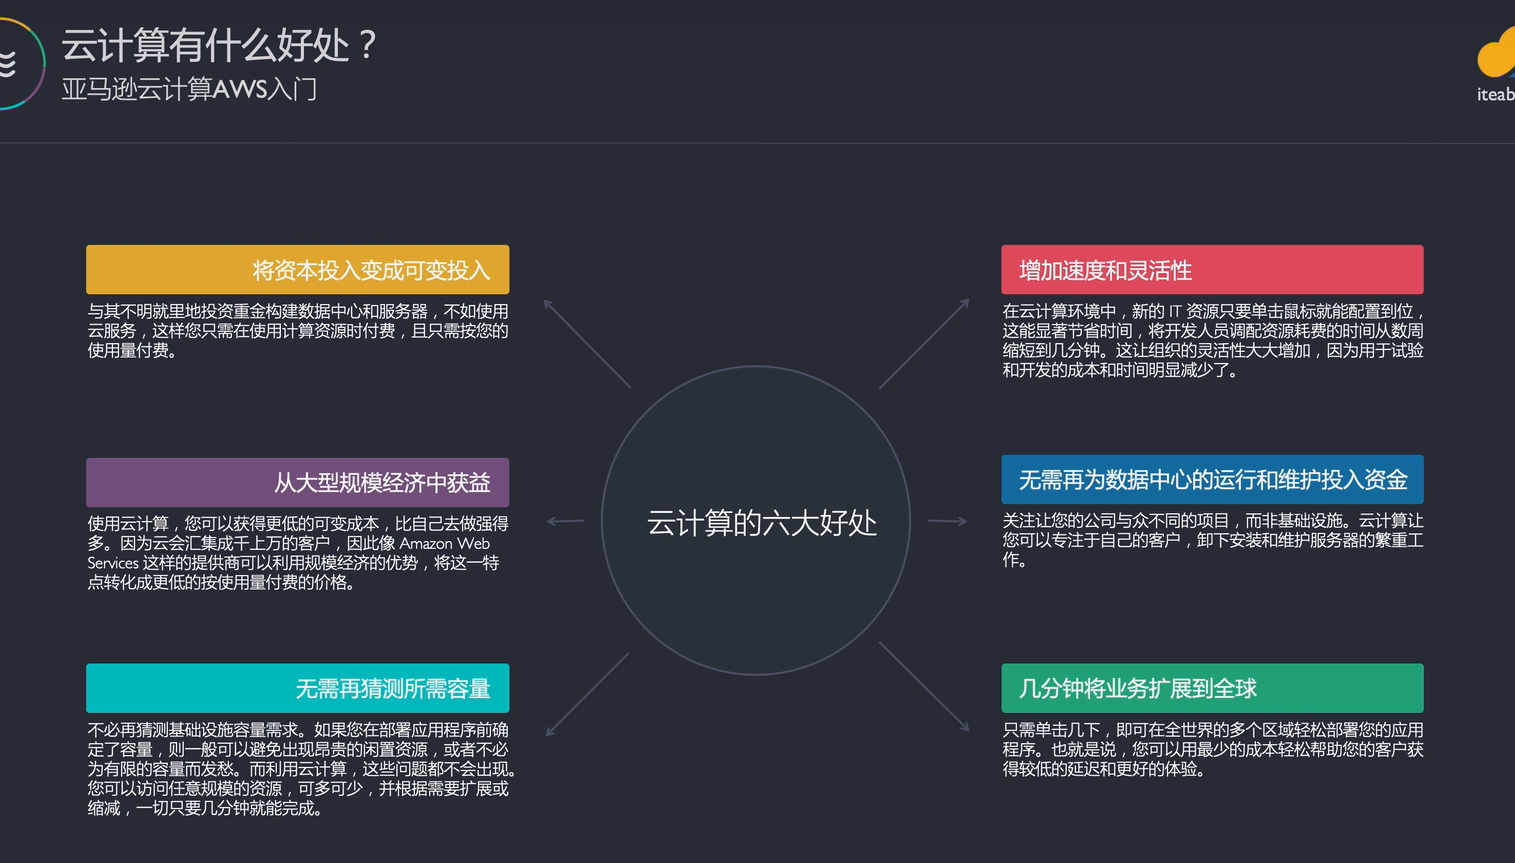 云计算有什么好处？
亚马逊云计算AWS入门
iteab
将资本投入变成可变投入
与其不明就里地投资重金构建数据中心和服务器，不如使用
云服务，这样您只需在使用计算资源时付费，且只需按您的
使用量付费。
从大型规模经济中获益
使用云计算，您可以获得更低的可变成本，比自己去做强得
多。因为云会汇集成千上万的客户，因此像 Amazon Web
Services 这样的提供商可以利用规模经济的优势，将这一特
点转化成更低的按使用量付费的价格。
无需再猜测所需容量
不必再猜测基础设施容量需求。如果您在部署应用程序前确
定了容量，则一般可以避免出现昂贵的闲置资源，或者不必
为有限的容量而发愁。而利用云计算，这些问题都不会出现。
您可以访问任意规模的资源，可多可少，并根据需要扩展或
缩减，一切只要几分钟就能完成。
云计算的六大好处
增加速度和灵活性
在云计算环境中，新的 IT 资源只要单击鼠标就能配置到位，
这能显著节省时间，将开发人员调配资源耗费的时间从数周
缩短到几分钟。这让组织的灵活性大大增加，因为用于试验
和开发的成本和时间明显减少了。
无需再为数据中心的运行和维护投入资金
关注让您的公司与众不同的项目，而非基础设施。云计算让
您可以专注于自己的客户，卸下安装和维护服务器的繁重工
作。
几分钟将业务扩展到全球
只需单击几下，即可在全世界的多个区域轻松部署您的应用
程序。也就是说，您可以用最少的成本轻松帮助您的客户获
得较低的延迟和更好的体验。